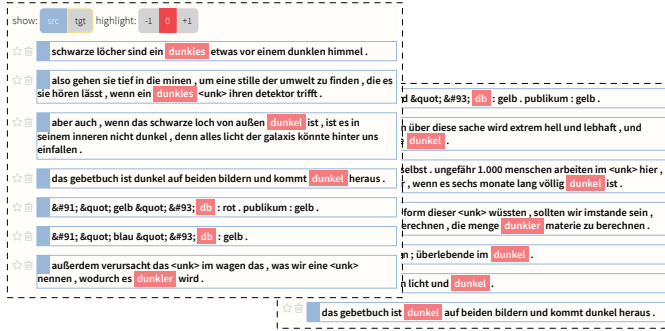 show: src tgt highlight: -1 0 +1
schwarze löcher sind ein dunkles etwas vor einem dunklen himmel .
also gehen sie tief in die minen , um eine stille der umwelt zu finden , die es
sie hören lässt , wenn ein dunkles <unk> ihren detektor trifft .
aber auch , wenn das schwarze loch von außen dunkel ist , ist es in
seinem inneren nicht dunkel , denn alles licht der galaxis könnte hinter uns
einfallen .
das gebetbuch ist dunkel auf beiden bildern und kommt dunkel heraus .
&#91; &quot; gelb &quot; &#93; db : rot . publikum : gelb .
&#91; &quot; blau &quot; &#93; db : gelb .
außerdem verursacht das <unk> im wagen das , was wir eine <unk>
nennen , wodurch es dunkler wird .
&quot; &#93; db : gelb . publikum : gelb .
über diese sache wird extrem hell und lebhaft , und
dunkel .
selbst . ungefähr 1.000 menschen arbeiten im <unk> hier ,
, wenn es sechs monate lang völlig dunkel ist .
form dieser <unk> wüssten , sollten wir imstande sein ,
erechnen , die menge dunkler materie zu berechnen .
; überlebende im dunkel .
licht und dunkel .
das gebetbuch ist dunkel auf beiden bildern und kommt dunkel heraus .